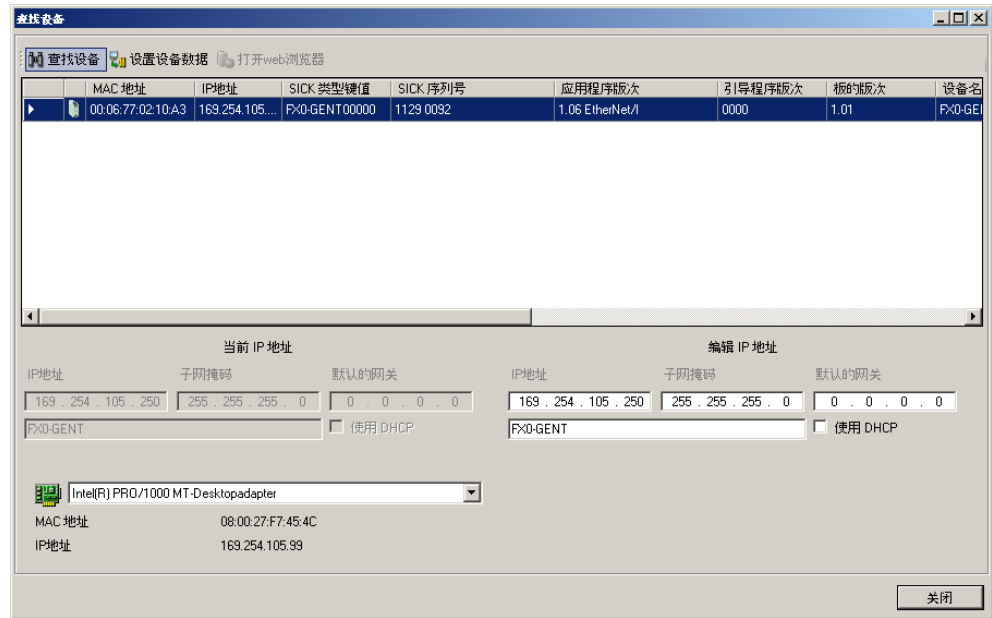 查找设备
查找设备 设置设备数据 打开web浏览器
MAC 地址 IP地址 SICK 类型键值 SICK 序列号 应用程序版次 引导程序版次 板的版次 设备名
00:06:77:02:10:A3 169.254.105.... FX0-GENT00000 1129 0092 1.06 EtherNet/I 0000 1.01 FX0-GEI
当前 IP 地址 编辑 IP 地址
IP地址 子网掩码 默认的网关 IP地址 子网掩码 默认的网关
169 . 254 . 105 . 250 255 . 255 . 255 . 0 0 . 0 . 0 . 0 169 . 254 . 105 . 250 255 . 255 . 255 . 0 0 . 0 . 0 . 0
FX0-GENT 使用 DHCP FX0-GENT 使用 DHCP
Intel(R) PRO/1000 MT-Desktopadapter
MAC 地址 08:00:27:F7:45:4C
IP地址 169.254.105.99
关闭